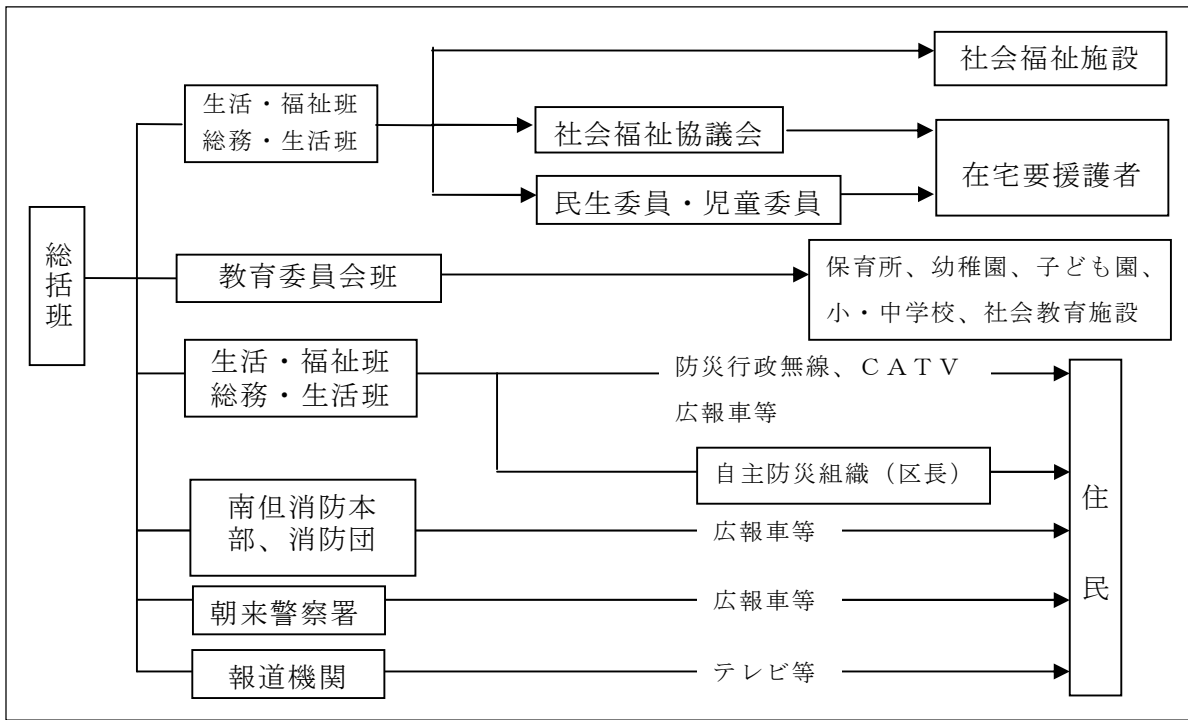 社会福祉施設
生活・福祉班
総務・生活班
社会福祉協議会
在宅要援護者
民生委員・児童委員
総括班
教育委員会班
保育所、幼稚園、子ども園、
小・中学校、社会教育施設
生活・福祉班
総務・生活班
防災行政無線、ＣＡＴＶ
広報車等
自主防災組織（区長）
住民
南但消防本
部、消防団
広報車等
朝来警察署
広報車等
報道機関
テレビ等